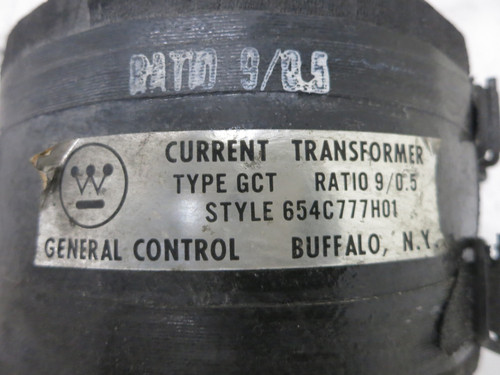 RATIO 9/0.5
CURRENT TRANSFORMER
TYPE GCT RATIO 9/0.5
STYLE 654C777H01
GENERAL CONTROL BUFFALO, N.Y.
W